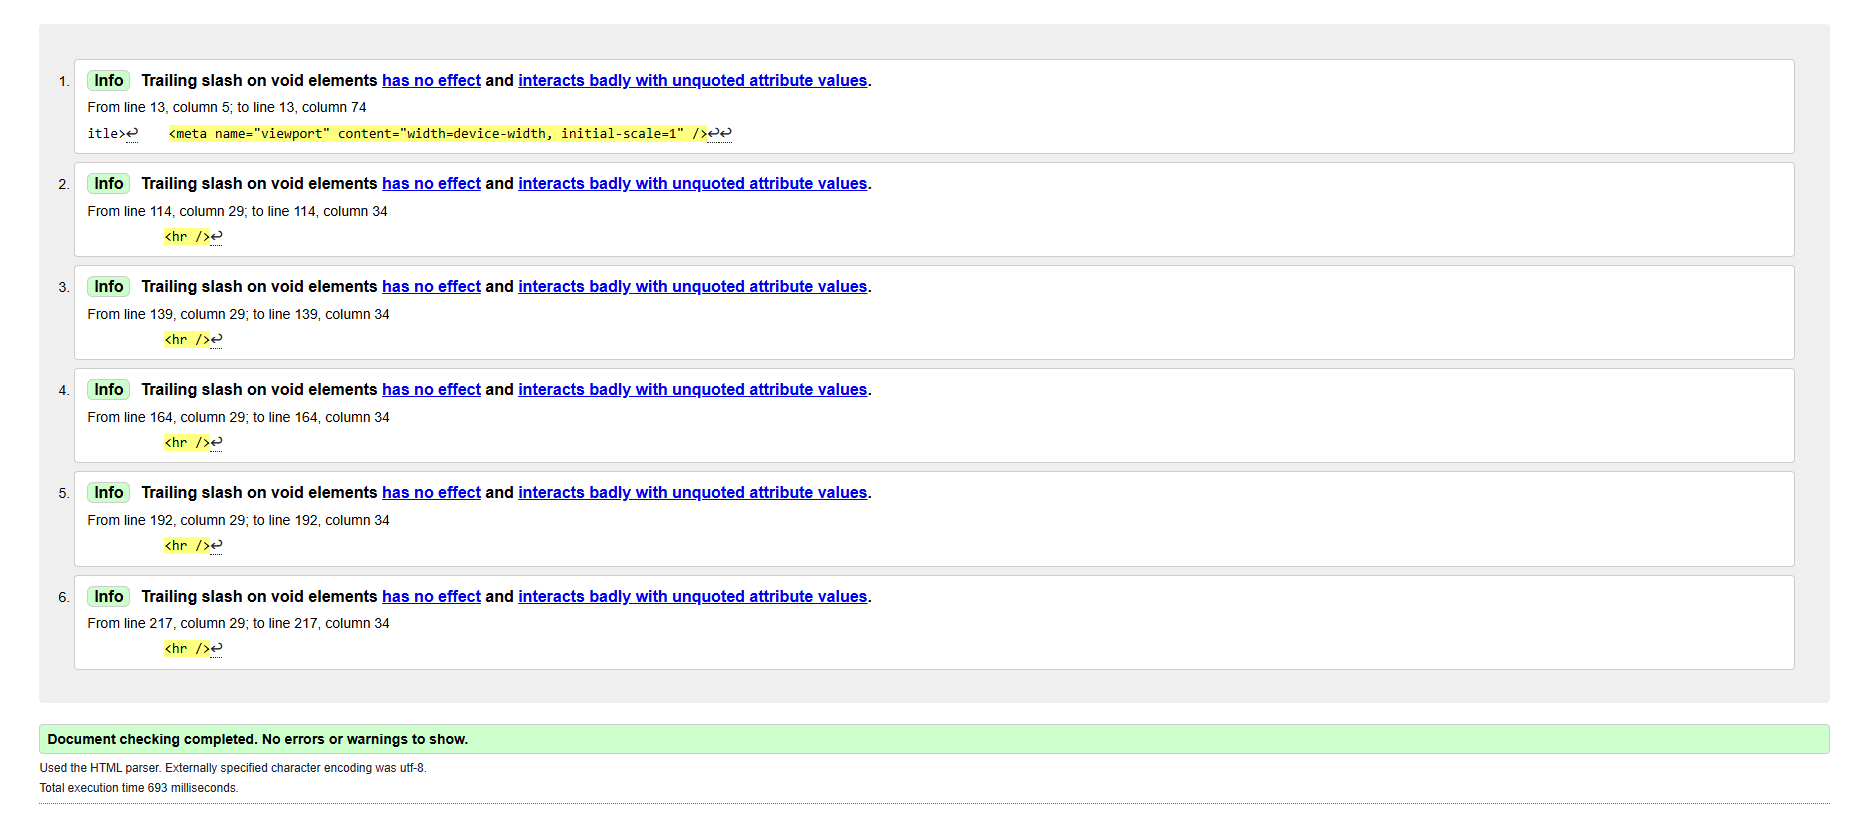 1. Info Trailing slash on void elements has no effect and interacts badly with unquoted attribute values.
From line 13, column 5; to line 13, column 74
itle>↩    <meta name="viewport" content="width=device-width, initial-scale=1" />↩↩
2. Info Trailing slash on void elements has no effect and interacts badly with unquoted attribute values.
From line 114, column 29; to line 114, column 34
<hr />↩
3. Info Trailing slash on void elements has no effect and interacts badly with unquoted attribute values.
From line 139, column 29; to line 139, column 34
<hr />↩
4. Info Trailing slash on void elements has no effect and interacts badly with unquoted attribute values.
From line 164, column 29; to line 164, column 34
<hr />↩
5. Info Trailing slash on void elements has no effect and interacts badly with unquoted attribute values.
From line 192, column 29; to line 192, column 34
<hr />↩
6. Info Trailing slash on void elements has no effect and interacts badly with unquoted attribute values.
From line 217, column 29; to line 217, column 34
<hr />↩
Document checking completed. No errors or warnings to show.
Used the HTML parser. Externally specified character encoding was utf-8.
Total execution time 693 milliseconds.